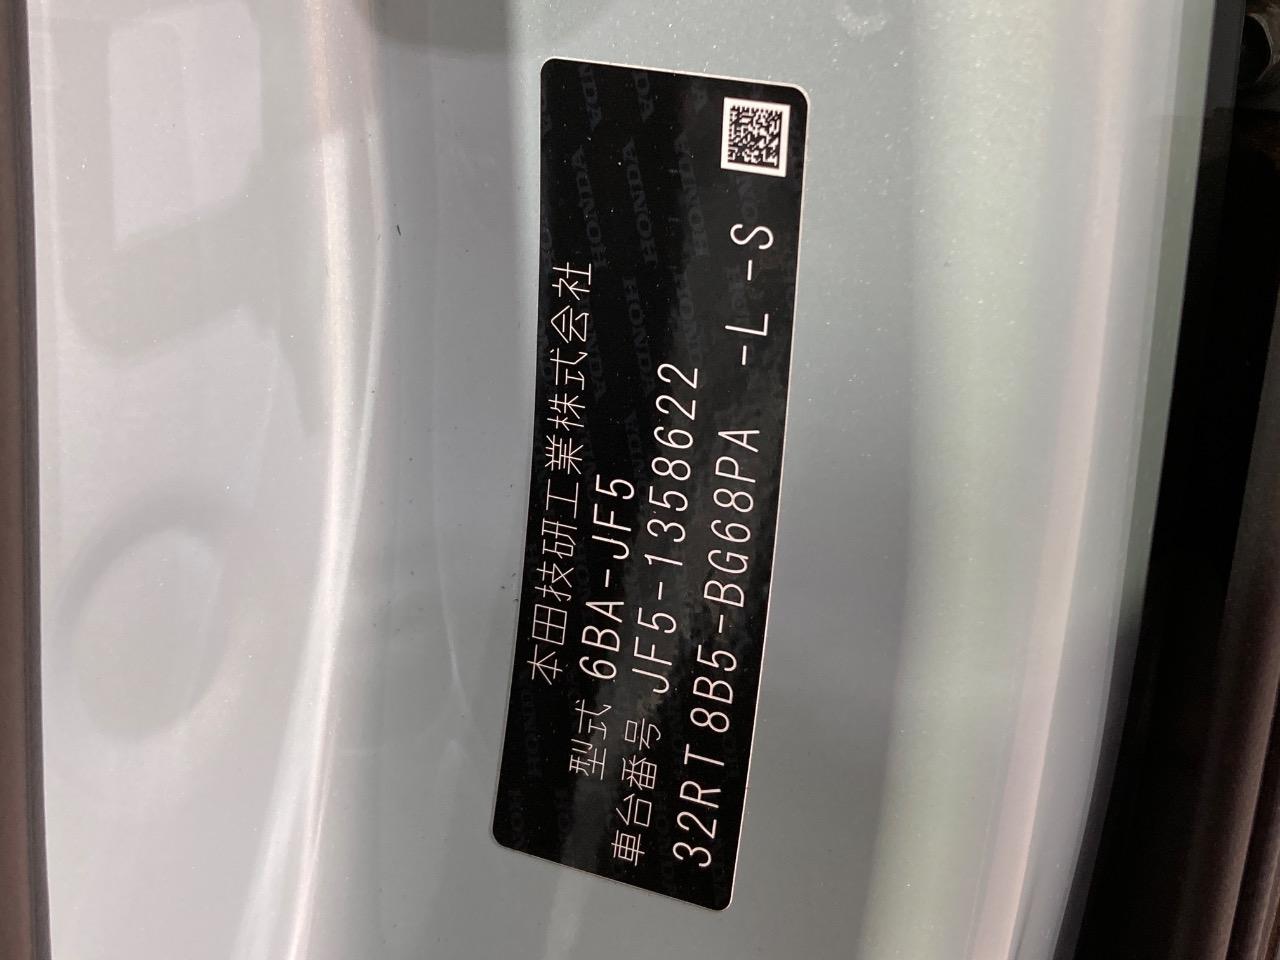 本田技研工業株式会社
型式 6BA-JF5
車台番号 JF5-1358622
32RT8B5-BG68PA -L -S